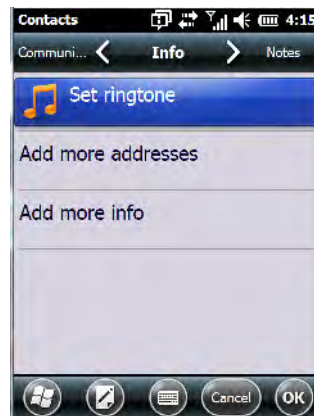 Contacts 4:15
Communi... Info Notes
Set ringtone
Add more addresses
Add more info
Cancel OK